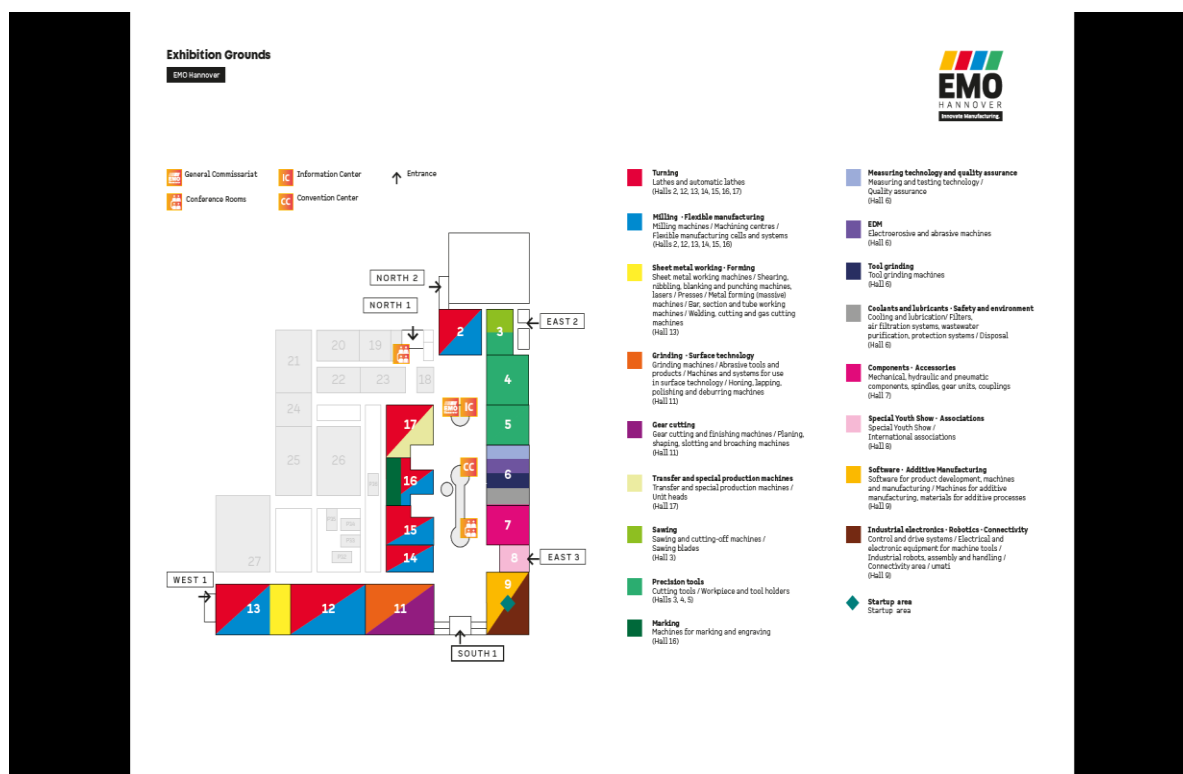 Exhibition Grounds
EMO Hannover
EMO
HANNOVER
Innovate Manufacturing.
General Commissariat
Information Center
Entrance
Conference Rooms
Convention Center
IC
CC
EMO
NORTH 2
NORTH 1
EAST 2
2
3
20
19
21
4
22
23
18
EMO
IC
24
17
5
25
26
CC
6
16
7
15
27
14
8
EAST 3
WEST 1
9
13
12
11
SOUTH 1
Turning
Lathes and automatic lathes
(Halls 2, 12, 13, 14, 15, 16, 17)
Milling · Flexible manufacturing
Milling machines / Machining centres /
Flexible manufacturing cells and systems
(Halls 2, 12, 13, 14, 15, 16)
Sheet metal working · Forming
Sheet metal working machines / Shearing,
nibbling, blanking and punching machines,
lasers / Presses / Metal forming (massive)
machines / Bar, section and tube working
machines / Welding, cutting and gas cutting
machines
(Hall 13)
Grinding · Surface technology
Grinding machines / Abrasive tools and
products / Machines and systems for use
in surface technology / Honing, lapping,
polishing and deburring machines
(Hall 11)
Gear cutting
Gear cutting and finishing machines / Planing,
shaping, slotting and broaching machines
(Hall 11)
Transfer and special production machines
Transfer and special production machines /
Unit heads
(Hall 17)
Sawing
Sawing and cutting-off machines /
Sawing blades
(Hall 3)
Precision tools
Cutting tools / Workpiece and tool holders
(Halls 3, 4, 5)
Marking
Machines for marking and engraving
(Hall 16)
Measuring technology and quality assurance
Measuring and testing technology /
Quality assurance
(Hall 6)
EDM
Electroerosive and abrasive machines
(Hall 6)
Tool grinding
Tool grinding machines
(Hall 6)
Coolants and lubricants · Safety and environment
Cooling and lubrication/ Filters,
air filtration systems, wastewater
purification, protection systems / Disposal
(Hall 6)
Components · Accessories
Mechanical, hydraulic and pneumatic
components, spindles, gear units, couplings
(Hall 7)
Special Youth Show · Associations
Special Youth Show /
International associations
(Hall 8)
Software · Additive Manufacturing
Software for product development, machines
and manufacturing / Machines for additive
manufacturing, materials for additive processes
(Hall 9)
Industrial electronics · Robotics · Connectivity
Control and drive systems / Electrical and
electronic equipment for machine tools /
Industrial robots, assembly and handling /
Connectivity area / umati
(Hall 9)
Startup area
Startup area